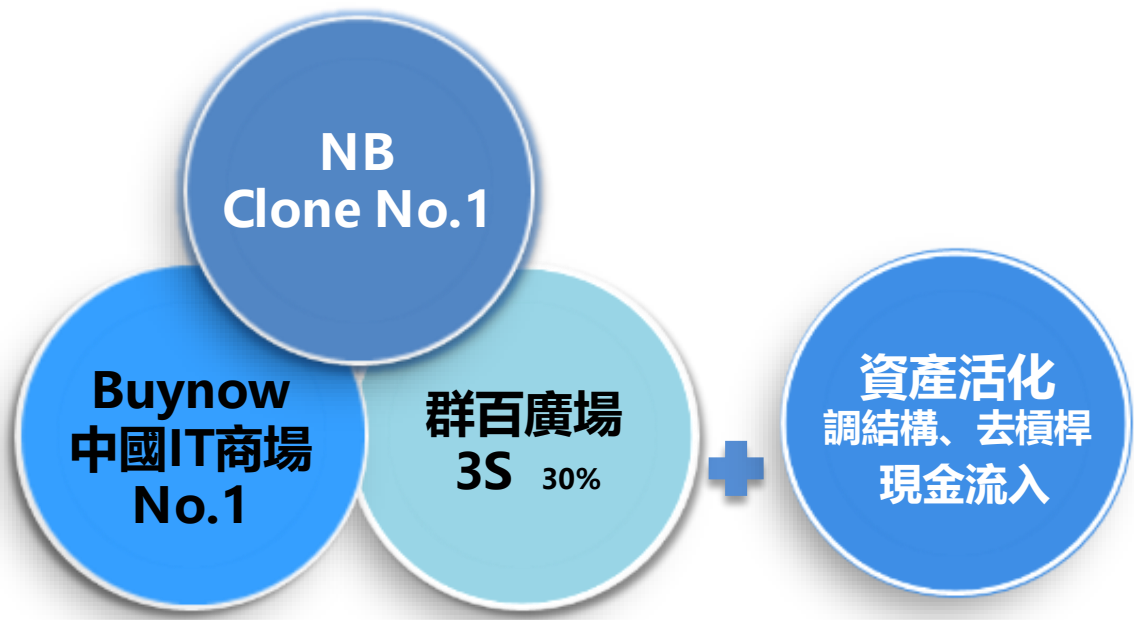 NB
Clone No.1
Buynow
中國IT商場
No.1
群百廣場
3S 30%
資產活化
調結構、去槓桿
現金流入